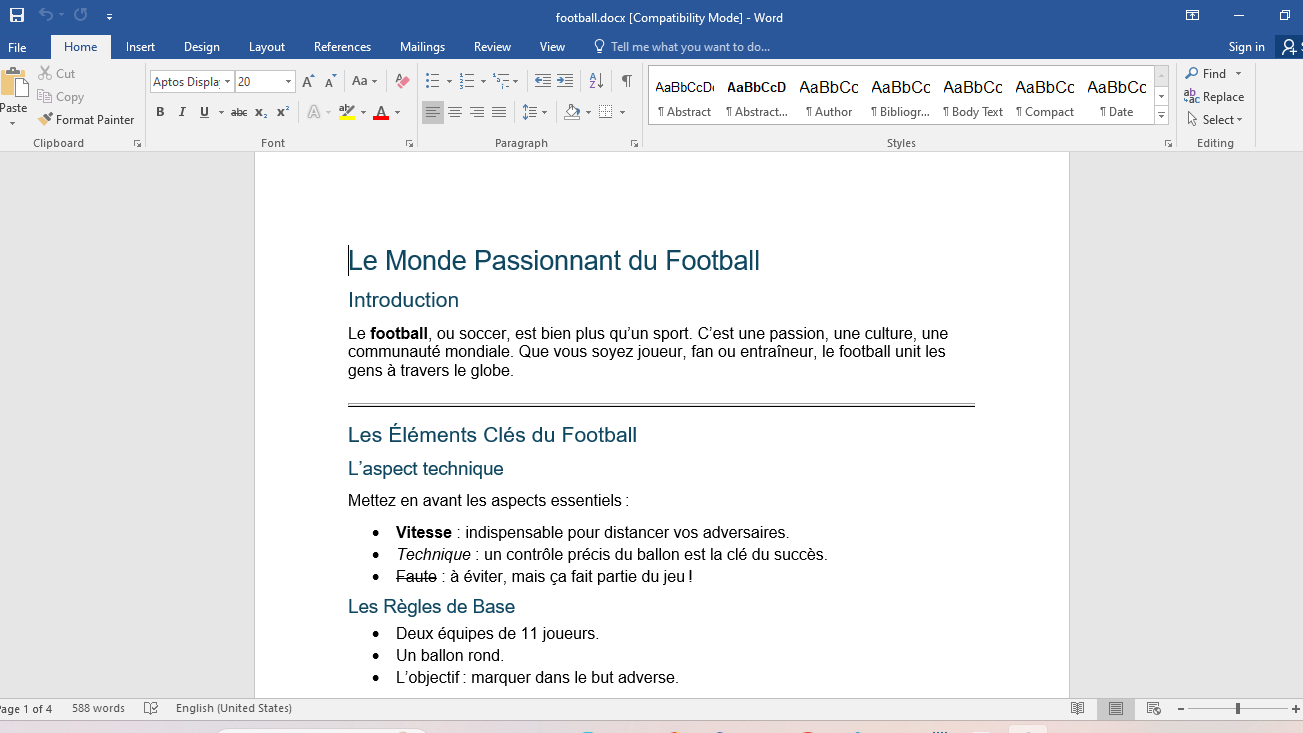 football.docx [Compatibility Mode] - Word
File Home Insert Design Layout References Mailings Review View Tell me what you want to do... Sign in
Paste
Cut
Copy
Format Painter
Clipboard
Aptos Display 20
Font
Paragraph
AaBbCcDd AaBbCcD AaBbCc AaBbCc AaBbCc AaBbCc AaBbCc
¶ Abstract ¶ Abstract... ¶ Author ¶ Bibliogr... ¶ Body Text ¶ Compact ¶ Date
Styles
Find
Replace
Select
Editing
Le Monde Passionnant du Football
Introduction
Le football, ou soccer, est bien plus qu’un sport. C’est une passion, une culture, une
communauté mondiale. Que vous soyez joueur, fan ou entraîneur, le football unit les
gens à travers le globe.
Les Éléments Clés du Football
L’aspect technique
Mettez en avant les aspects essentiels :
• Vitesse : indispensable pour distancer vos adversaires.
• Technique : un contrôle précis du ballon est la clé du succès.
• Faute : à éviter, mais ça fait partie du jeu !
Les Règles de Base
• Deux équipes de 11 joueurs.
• Un ballon rond.
• L’objectif : marquer dans le but adverse.
Page 1 of 4 588 words English (United States)